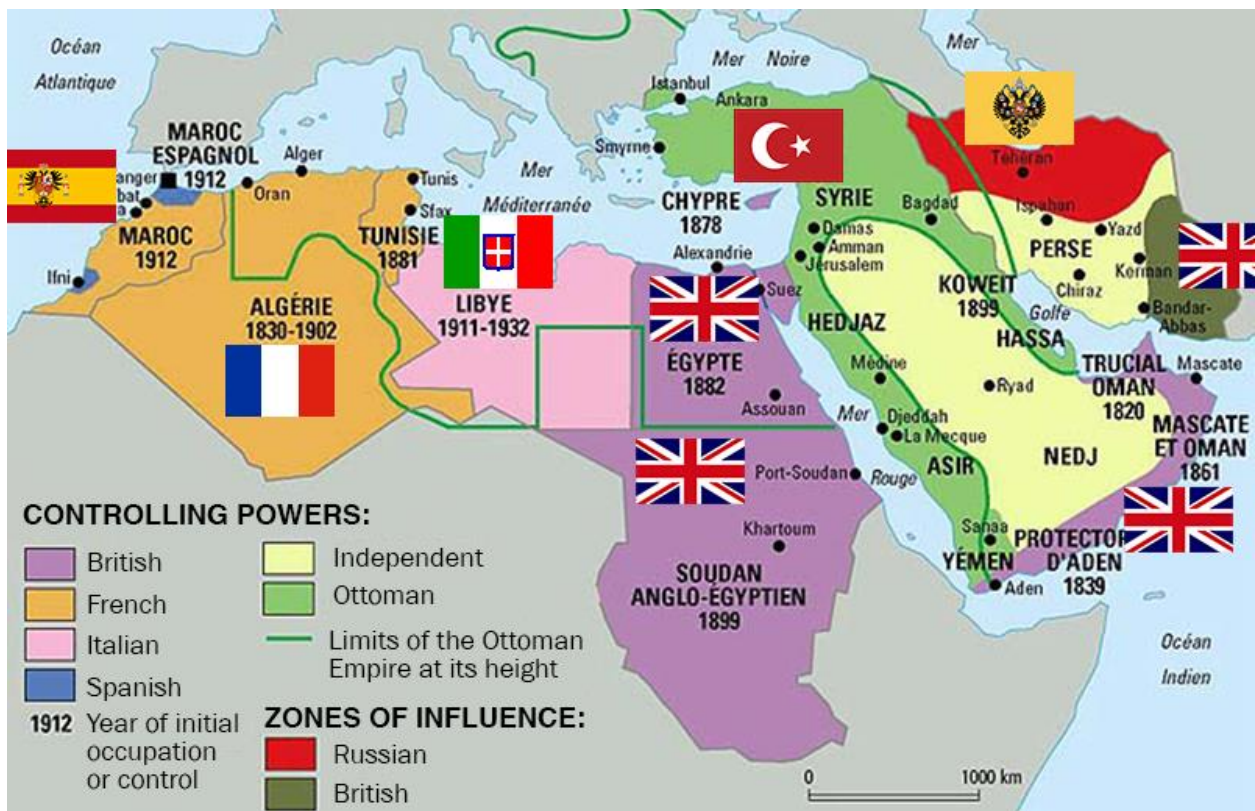 Océan
Atlantique
Mer
Mer Noire
Istanbul
Ankara
Smyrne
Téhéran
MAROC
ESPAGNOL
1912
Alger
Oran
Tunis
Sfax
Mer
Méditerranée
CHYPRE
1878
SYRIE
Bagdad
Ispahan
Yazd
anger
bat
a
MAROC
1912
TUNISIE
1881
Alexandrie
Damas
Amman
Jérusalem
PERSE
Kerman
Chiraz
Ifni
ALGÉRIE
1830-1902
LIBYE
1911-1932
Suez
KOWEIT
1899
Golfe
Bandar-
Abbas
HEDJAZ
HASSA
ÉGYPTE
1882
Médine
Ryad
TRUCIAL
OMAN
1820
Mascate
Assouan
Mer
Rouge
Djeddah
La Mecque
ASIR
NEDJ
MASCATE
ET OMAN
1861
Port-Soudan
Khartoum
Sanaa
YÉMEN
PROTECTOR
D'ADEN
1839
Aden
SOUDAN
ANGLO-ÉGYPTIEN
1899
Océan
Indien
CONTROLLING POWERS:
British
French
Italian
Spanish
1912 Year of initial
occupation
or control
Independent
Ottoman
Limits of the Ottoman
Empire at its height
ZONES OF INFLUENCE:
Russian
British
0 1000 km